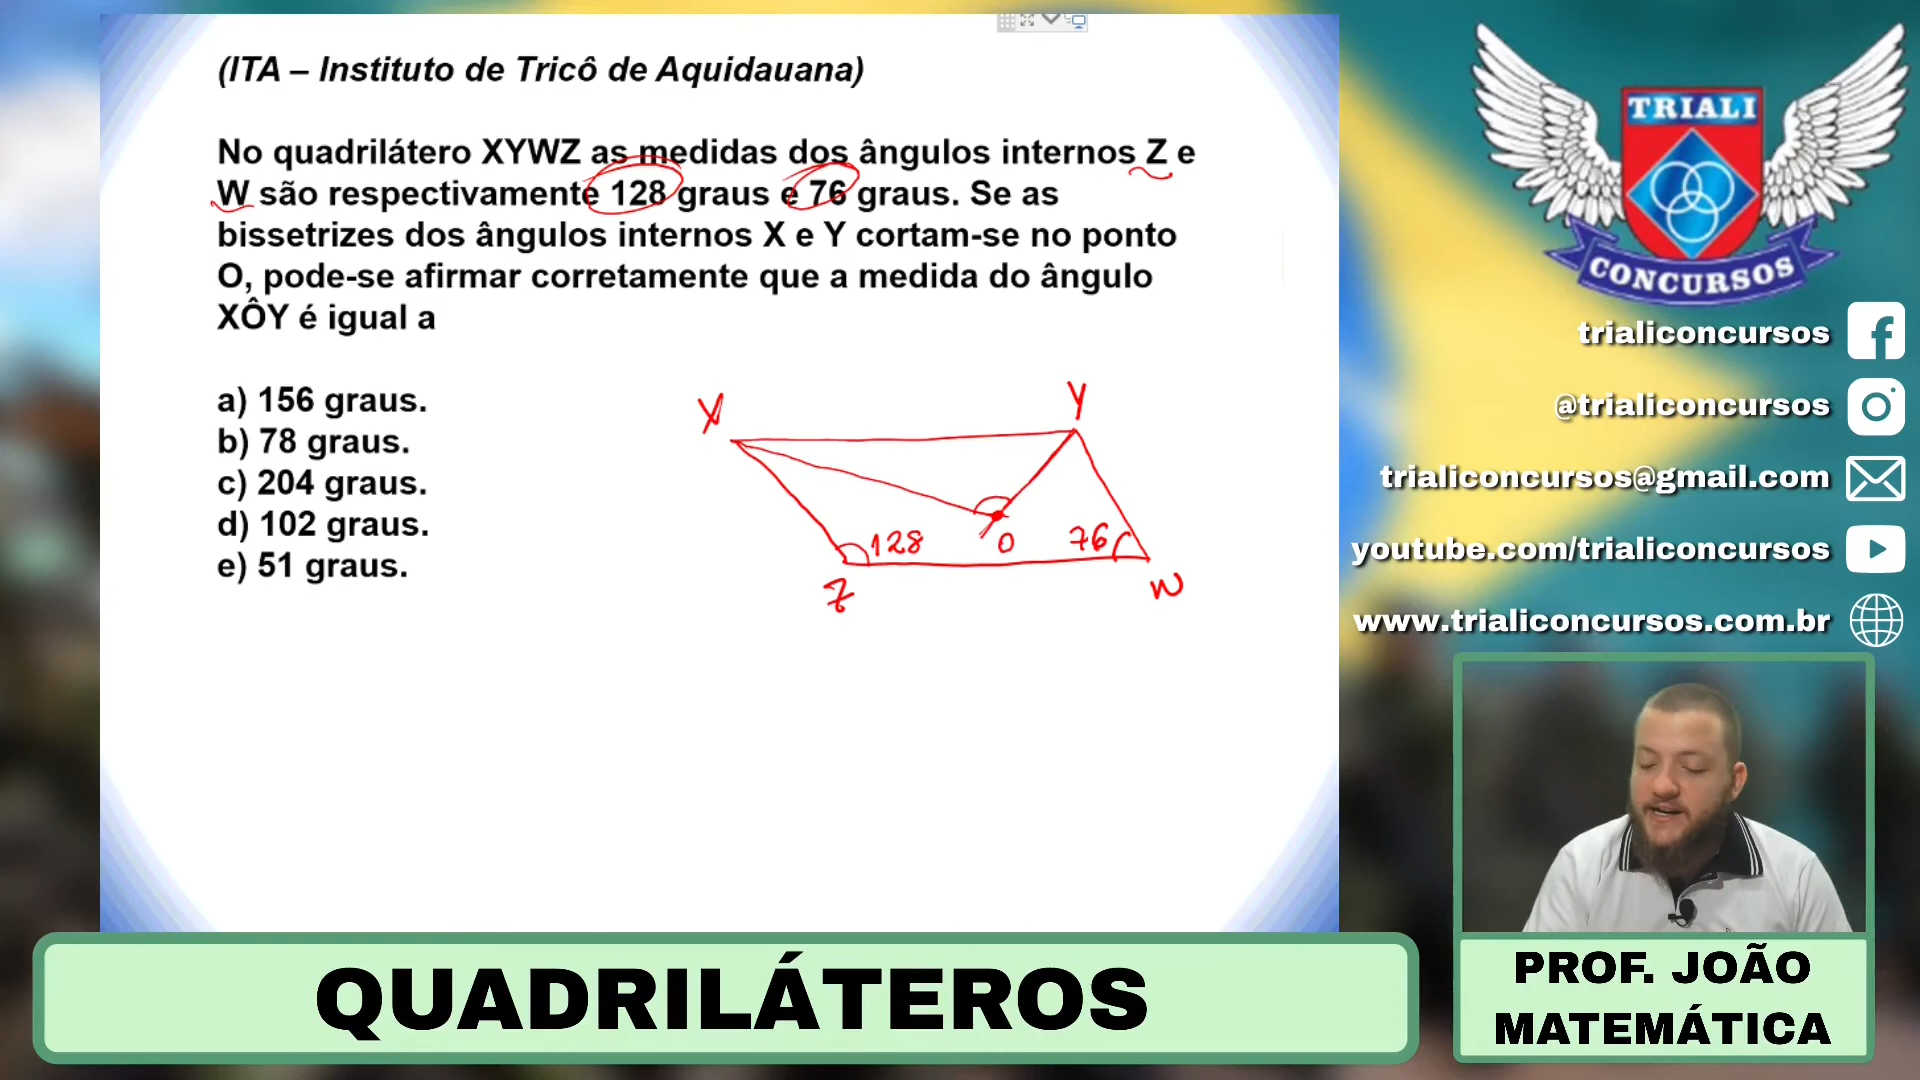 (ITA – Instituto de Tricô de Aquidauana)
No quadrilátero XYWZ as medidas dos ângulos internos Z e
W são respectivamente 128 graus e 76 graus. Se as
bissetrizes dos ângulos internos X e Y cortam-se no ponto
O, pode-se afirmar corretamente que a medida do ângulo
XÔY é igual a
a) 156 graus.
b) 78 graus.
c) 204 graus.
d) 102 graus.
e) 51 graus.
X
Y
128
O
76
Z
W
TRIALI
CONCURSOS
trialiconcursos
@trialiconcursos
trialiconcursos@gmail.com
youtube.com/trialiconcursos
www.trialiconcursos.com.br
QUADRILÁTEROS
PROF. JOÃO
MATEMÁTICA